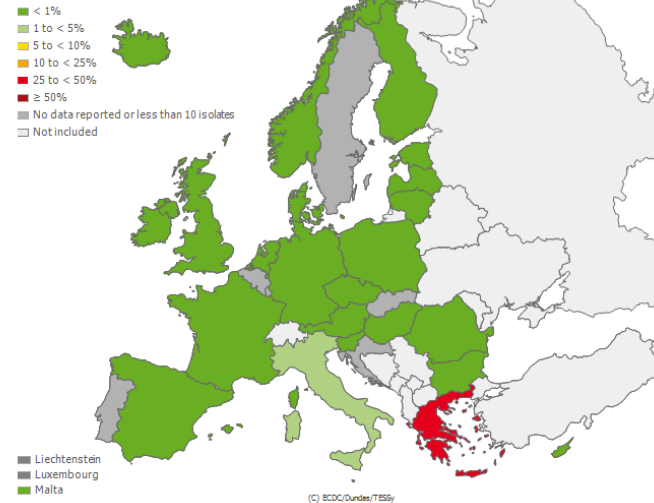 < 1%
1 to < 5%
5 to < 10%
10 to < 25%
25 to < 50%
≥ 50%
No data reported or less than 10 isolates
Not included
Liechtenstein
Luxembourg
Malta
(C) ECDC/Dundas/TESSy